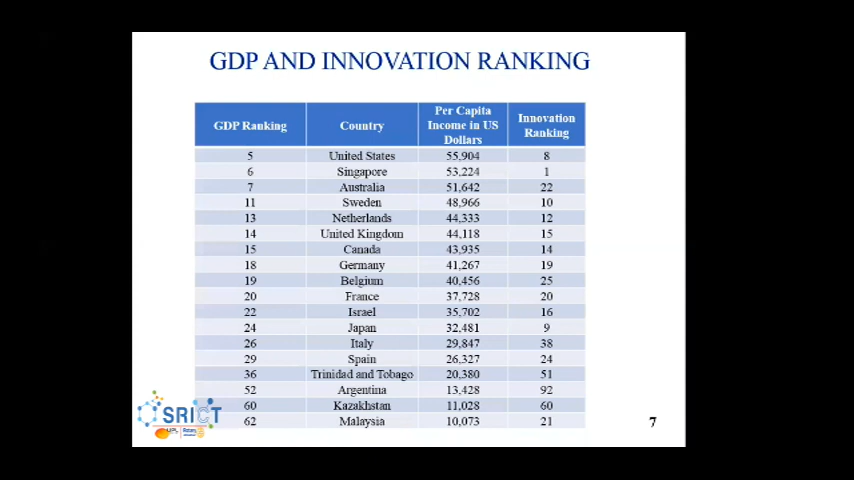 GDP AND INNOVATION RANKING
GDP Ranking Country Per Capita Income in US Dollars Innovation Ranking
5 United States 55,904 8
6 Singapore 53,224 1
7 Australia 51,642 22
11 Sweden 48,966 10
13 Netherlands 44,333 12
14 United Kingdom 44,118 15
15 Canada 43,935 14
18 Germany 41,267 19
19 Belgium 40,456 25
20 France 37,728 20
22 Israel 35,702 16
24 Japan 32,481 9
26 Italy 29,847 38
29 Spain 26,327 24
36 Trinidad and Tobago 20,380 51
52 Argentina 13,428 92
60 Kazakhstan 11,028 60
62 Malaysia 10,073 21
SRICT
7